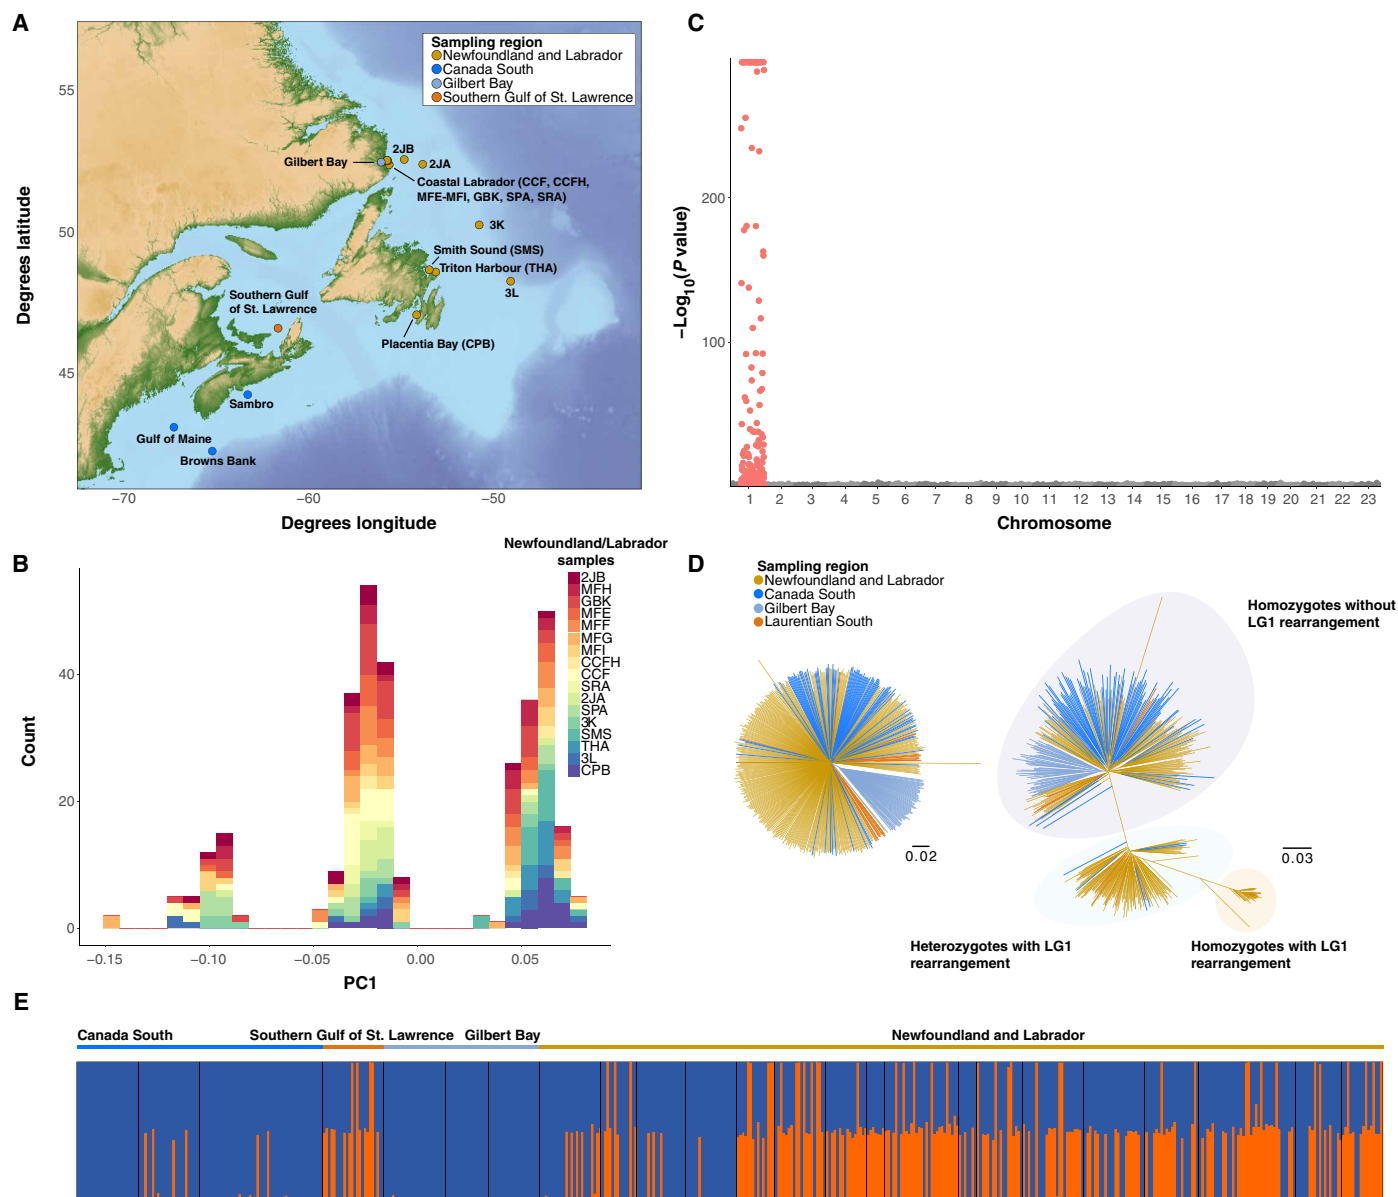 A
Sampling region
Newfoundland and Labrador
Canada South
Gilbert Bay
Southern Gulf of St. Lawrence
55
50
45
Degrees latitude
2JB
Gilbert Bay
2JA
Coastal Labrador (CCF, CCFH,
MFE-MFI, GBK, SPA, SRA)
3K
Smith Sound (SMS)
Triton Harbour (THA)
3L
Southern Gulf
of St. Lawrence
Placentia Bay (CPB)
Sambro
Gulf of Maine
Browns Bank
−70
−60
−50
Degrees longitude
C
200
100
−Log10(P value)
1 2 3 4 5 6 7 8 9 10 11 12 13 14 15 16 17 18 19 20 21 22 23
Chromosome
B
Newfoundland/Labrador
samples
2JB
MFH
GBK
MFE
MFF
MFG
MFI
CCFH
CCF
SRA
2JA
SPA
3K
SMS
THA
3L
CPB
40
20
0
Count
−0.15 −0.10 −0.05 0.00 0.05
PC1
D
Sampling region
Newfoundland and Labrador
Canada South
Gilbert Bay
Laurentian South
Homozygotes without
LG1 rearrangement
0.02
0.03
Heterozygotes with LG1
rearrangement
Homozygotes with LG1
rearrangement
E
Canada South
Southern Gulf of St. Lawrence
Gilbert Bay
Newfoundland and Labrador